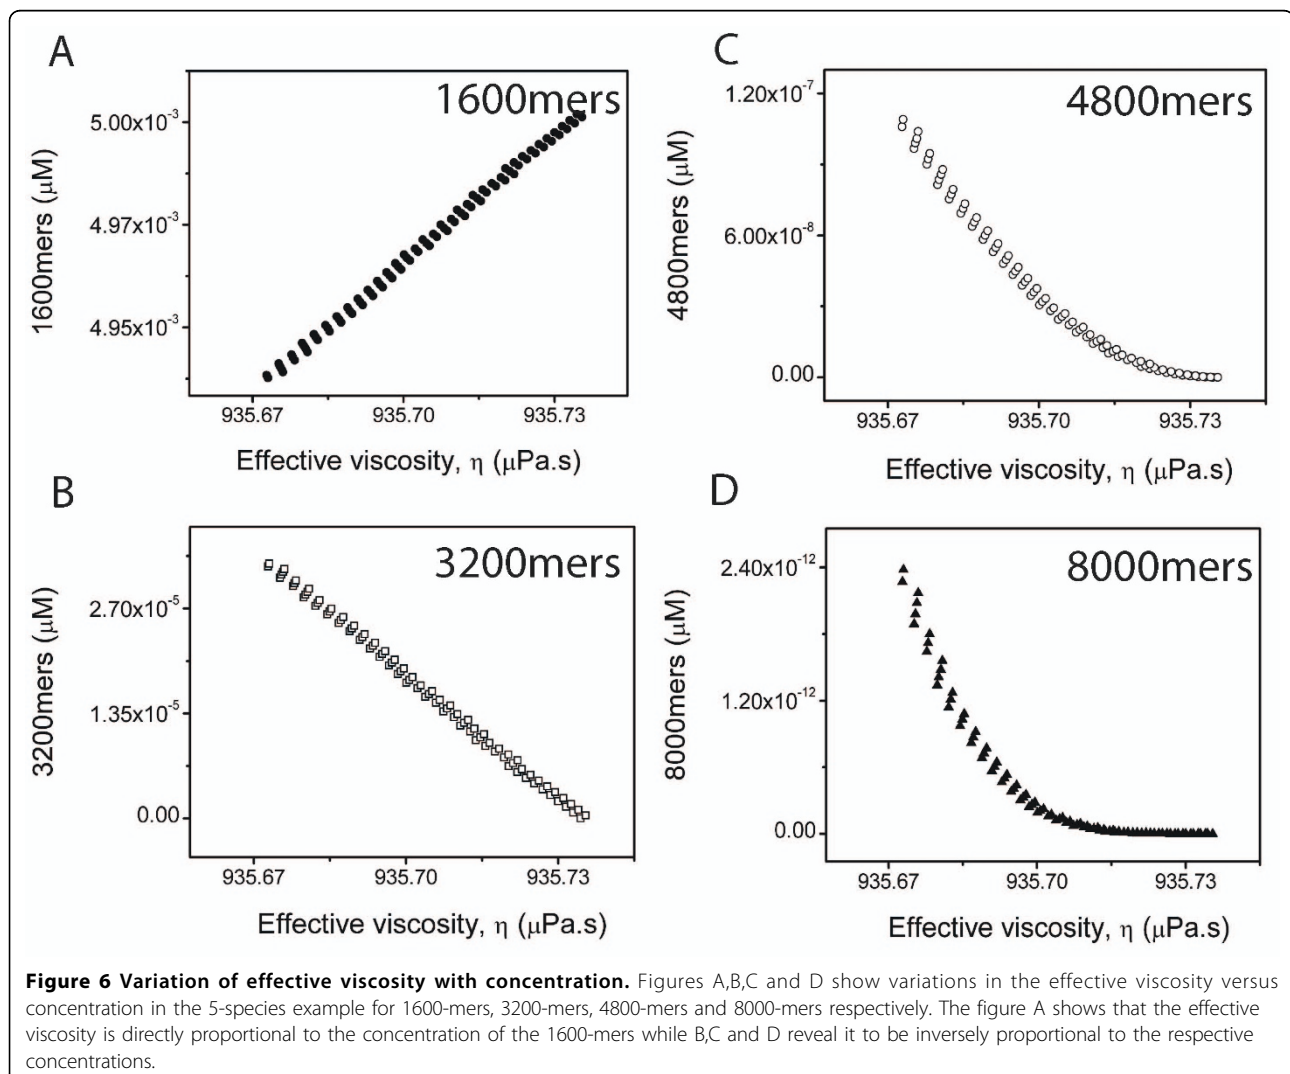 A
1600mers
5.00x10⁻³
4.97x10⁻³
4.95x10⁻³
1600mers (μM)
935.67 935.70 935.73
Effective viscosity, η (μPa.s)
C
4800mers
1.20x10⁻⁷
6.00x10⁻⁸
0.00
4800mers (μM)
935.67 935.70 935.73
Effective viscosity, η (μPa.s)
B
3200mers
2.70x10⁻⁵
1.35x10⁻⁵
0.00
3200mers (μM)
935.67 935.70 935.73
Effective viscosity, η (μPa.s)
D
8000mers
2.40x10⁻¹²
1.20x10⁻¹²
0.00
8000mers (μM)
935.67 935.70 935.73
Effective viscosity, η (μPa.s)
Figure 6 Variation of effective viscosity with concentration. Figures A,B,C and D show variations in the effective viscosity versus
concentration in the 5-species example for 1600-mers, 3200-mers, 4800-mers and 8000-mers respectively. The figure A shows that the effective
viscosity is directly proportional to the concentration of the 1600-mers while B,C and D reveal it to be inversely proportional to the respective
concentrations.